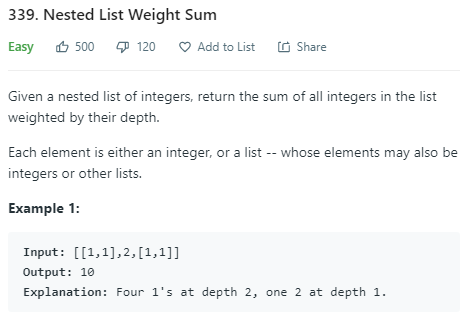 339. Nested List Weight Sum
Easy 500 120 Add to List Share
Given a nested list of integers, return the sum of all integers in the list
weighted by their depth.
Each element is either an integer, or a list -- whose elements may also be
integers or other lists.
Example 1:
Input: [[1,1],2,[1,1]]
Output: 10
Explanation: Four 1's at depth 2, one 2 at depth 1.